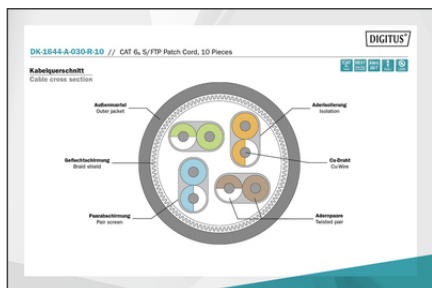 DIGITUS®
DK-1644-A-030-R-10 // CAT 6A S/FTP Patch Cord, 10 Pieces
Kabelquerschnitt
Cable cross section
Außenmantel
Outer jacket
Aderisolierung
Isolation
Geflechtschirmung
Braid shield
Cu-Draht
Cu Wire
Paarabschirmung
Pair screen
Adernpaare
Twisted pair